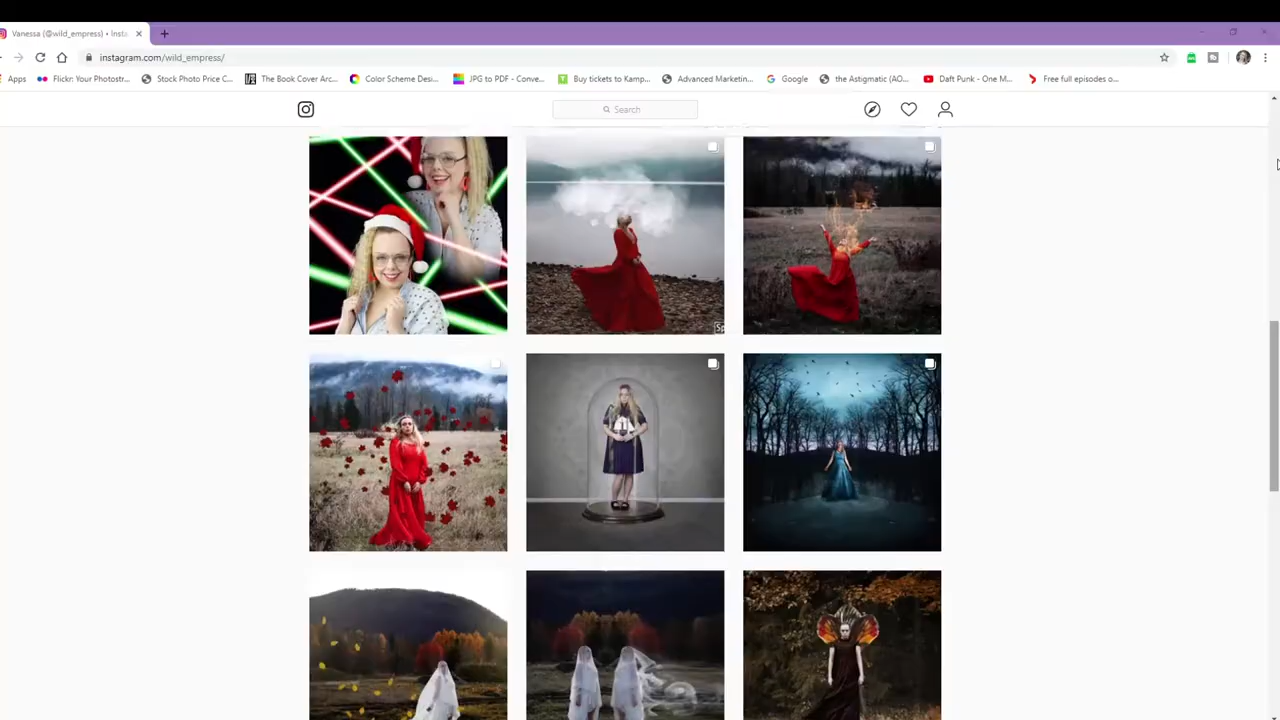 Vanessa (@wild_empress) • Insta
instagram.com/wild_empress/
Apps
Flickr: Your Photostr...
Stock Photo Price C...
The Book Cover Arc...
Color Scheme Desi...
JPG to PDF - Conve...
Buy tickets to Kamp...
Advanced Marketin...
Google
the Astigmatic (AO...
Daft Punk - One M...
Free full episodes o...
Search
Sp